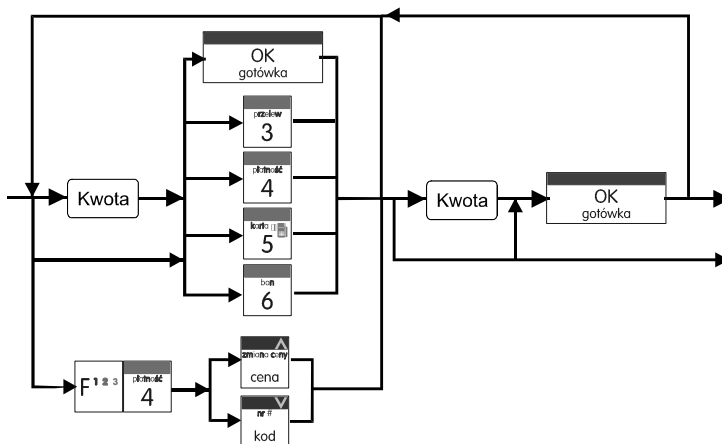 OK
gotówka
przelew
3
płatność
4
Kwota
Kwota
OK
gotówka
karta
5
bon
6
F 1 2 3
płatność
4
zmiana ceny
cena
nr #
kod